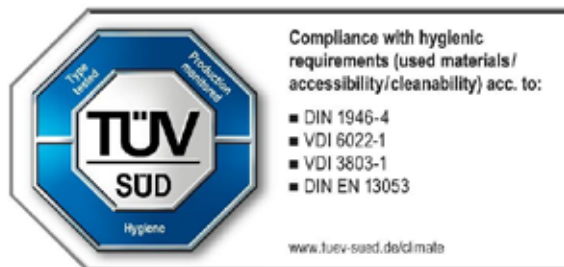 Type
tested
Production
monitored
TÜV
SÜD
Hygiene
Compliance with hygienic
requirements (used materials/
accessibility/cleanability) acc. to:
■ DIN 1946-4
■ VDI 6022-1
■ VDI 3803-1
■ DIN EN 13053
www.tuev-sued.de/climate